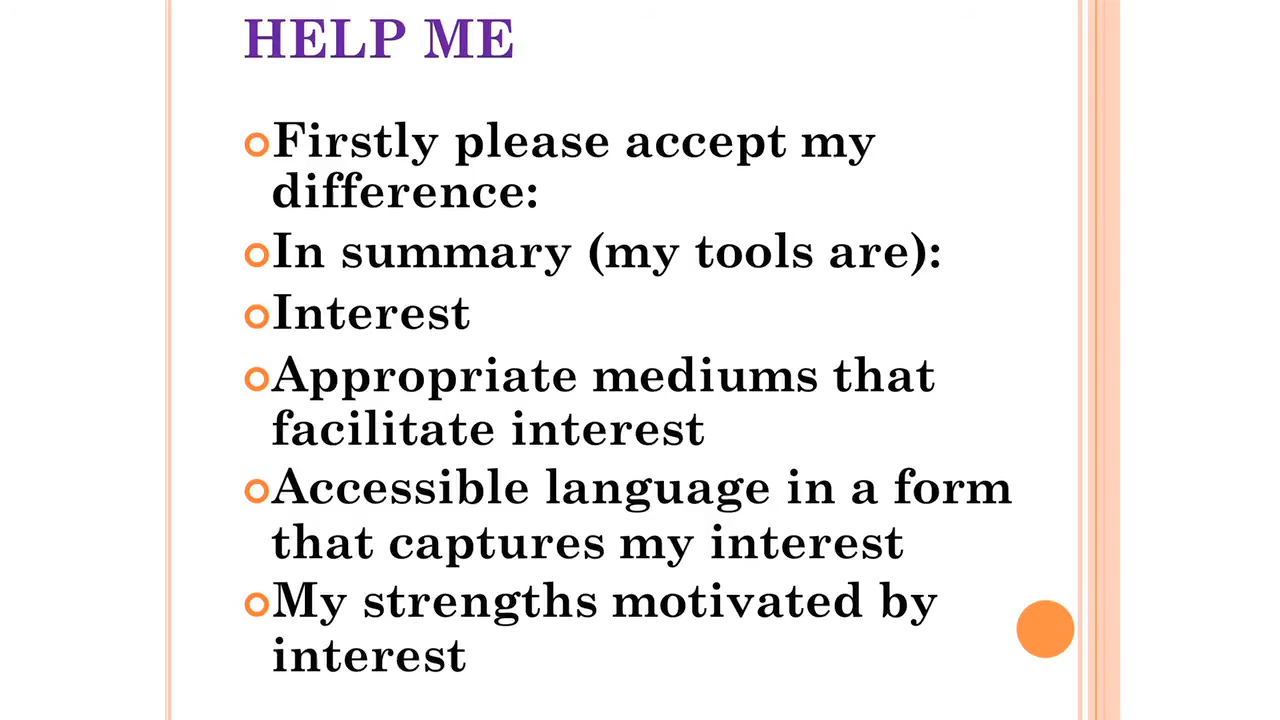 HELP ME
Firstly please accept my
difference:
In summary (my tools are):
Interest
Appropriate mediums that
facilitate interest
Accessible language in a form
that captures my interest
My strengths motivated by
interest